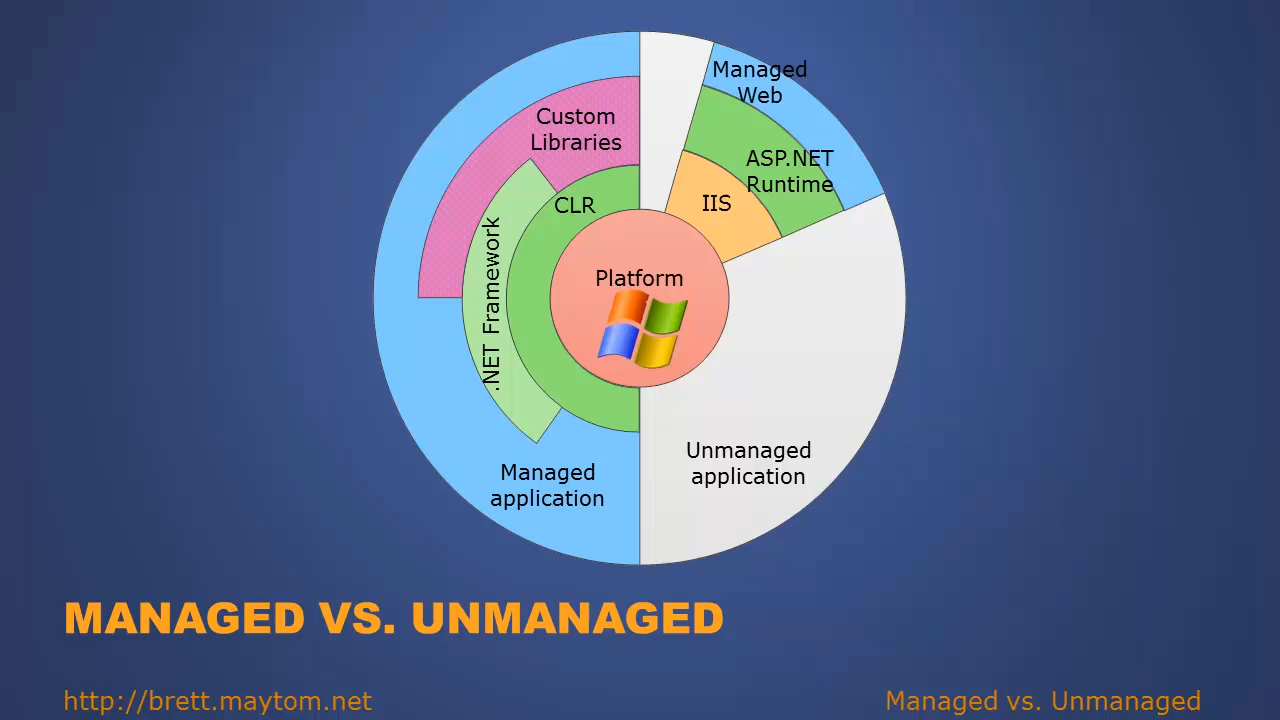 Managed
Web
Custom
Libraries
ASP.NET
Runtime
CLR
IIS
.NET Framework
Platform
Unmanaged
application
Managed
application
MANAGED VS. UNMANAGED
http://brett.maytom.net
Managed vs. Unmanaged